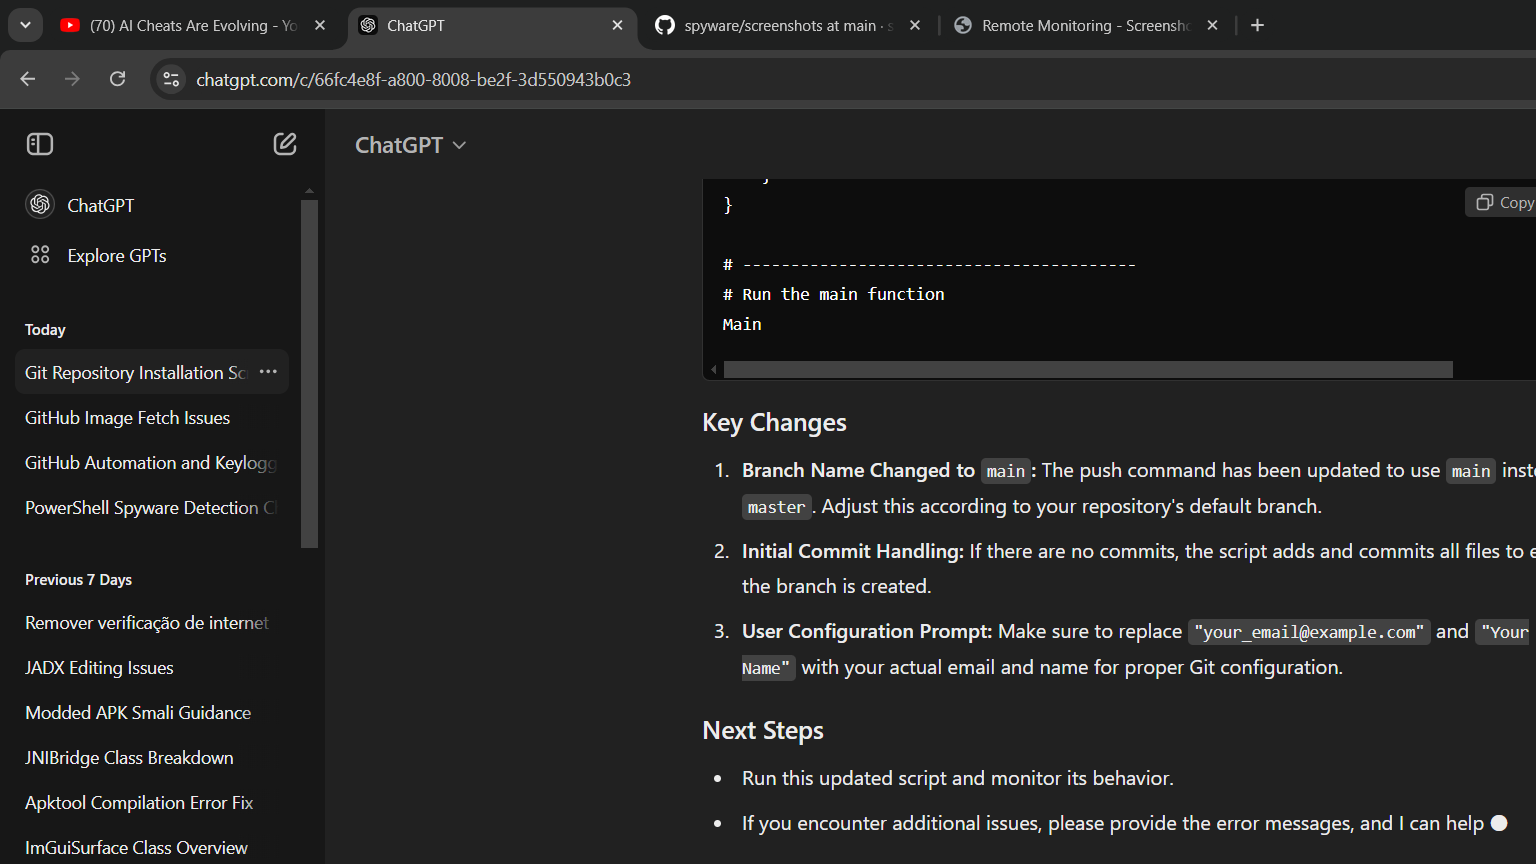 (70) AI Cheats Are Evolving - Yo
ChatGPT
spyware/screenshots at main · s
Remote Monitoring - Screensho
chatgpt.com/c/66fc4e8f-a800-8008-be2f-3d550943b0c3
ChatGPT
ChatGPT
Explore GPTs
Today
Git Repository Installation Sc
GitHub Image Fetch Issues
GitHub Automation and Keylogg
PowerShell Spyware Detection C
Previous 7 Days
Remover verificação de internet
JADX Editing Issues
Modded APK Smali Guidance
JNIBridge Class Breakdown
Apktool Compilation Error Fix
ImGuiSurface Class Overview
}
Copy
# -----------------------------------------
# Run the main function
Main
Key Changes
1. Branch Name Changed to main: The push command has been updated to use main inst
master. Adjust this according to your repository's default branch.
2. Initial Commit Handling: If there are no commits, the script adds and commits all files to e
the branch is created.
3. User Configuration Prompt: Make sure to replace "your_email@example.com" and "Your
Name" with your actual email and name for proper Git configuration.
Next Steps
• Run this updated script and monitor its behavior.
• If you encounter additional issues, please provide the error messages, and I can help